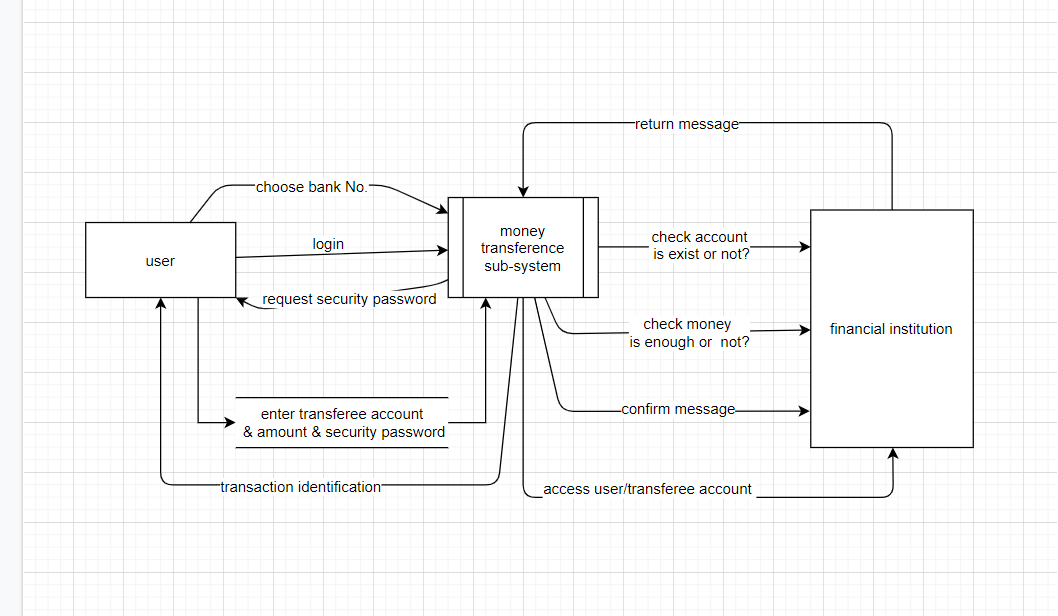 return message
choose bank No.
money
transference
sub-system
check account
is exist or not?
login
user
request security password
check money
is enough or  not?
financial institution
enter transferee account
& amount & security password
confirm message
transaction identification
access user/transferee account